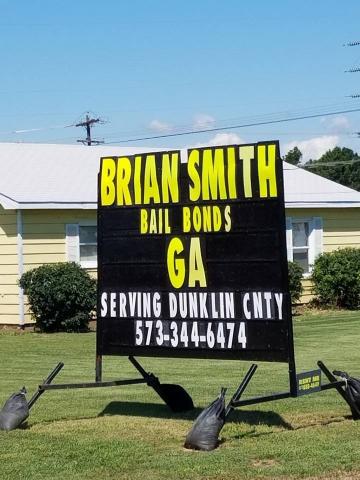 BRIAN SMITH
BAIL BONDS
GA
SERVING DUNKLIN CNTY
573-344-6474